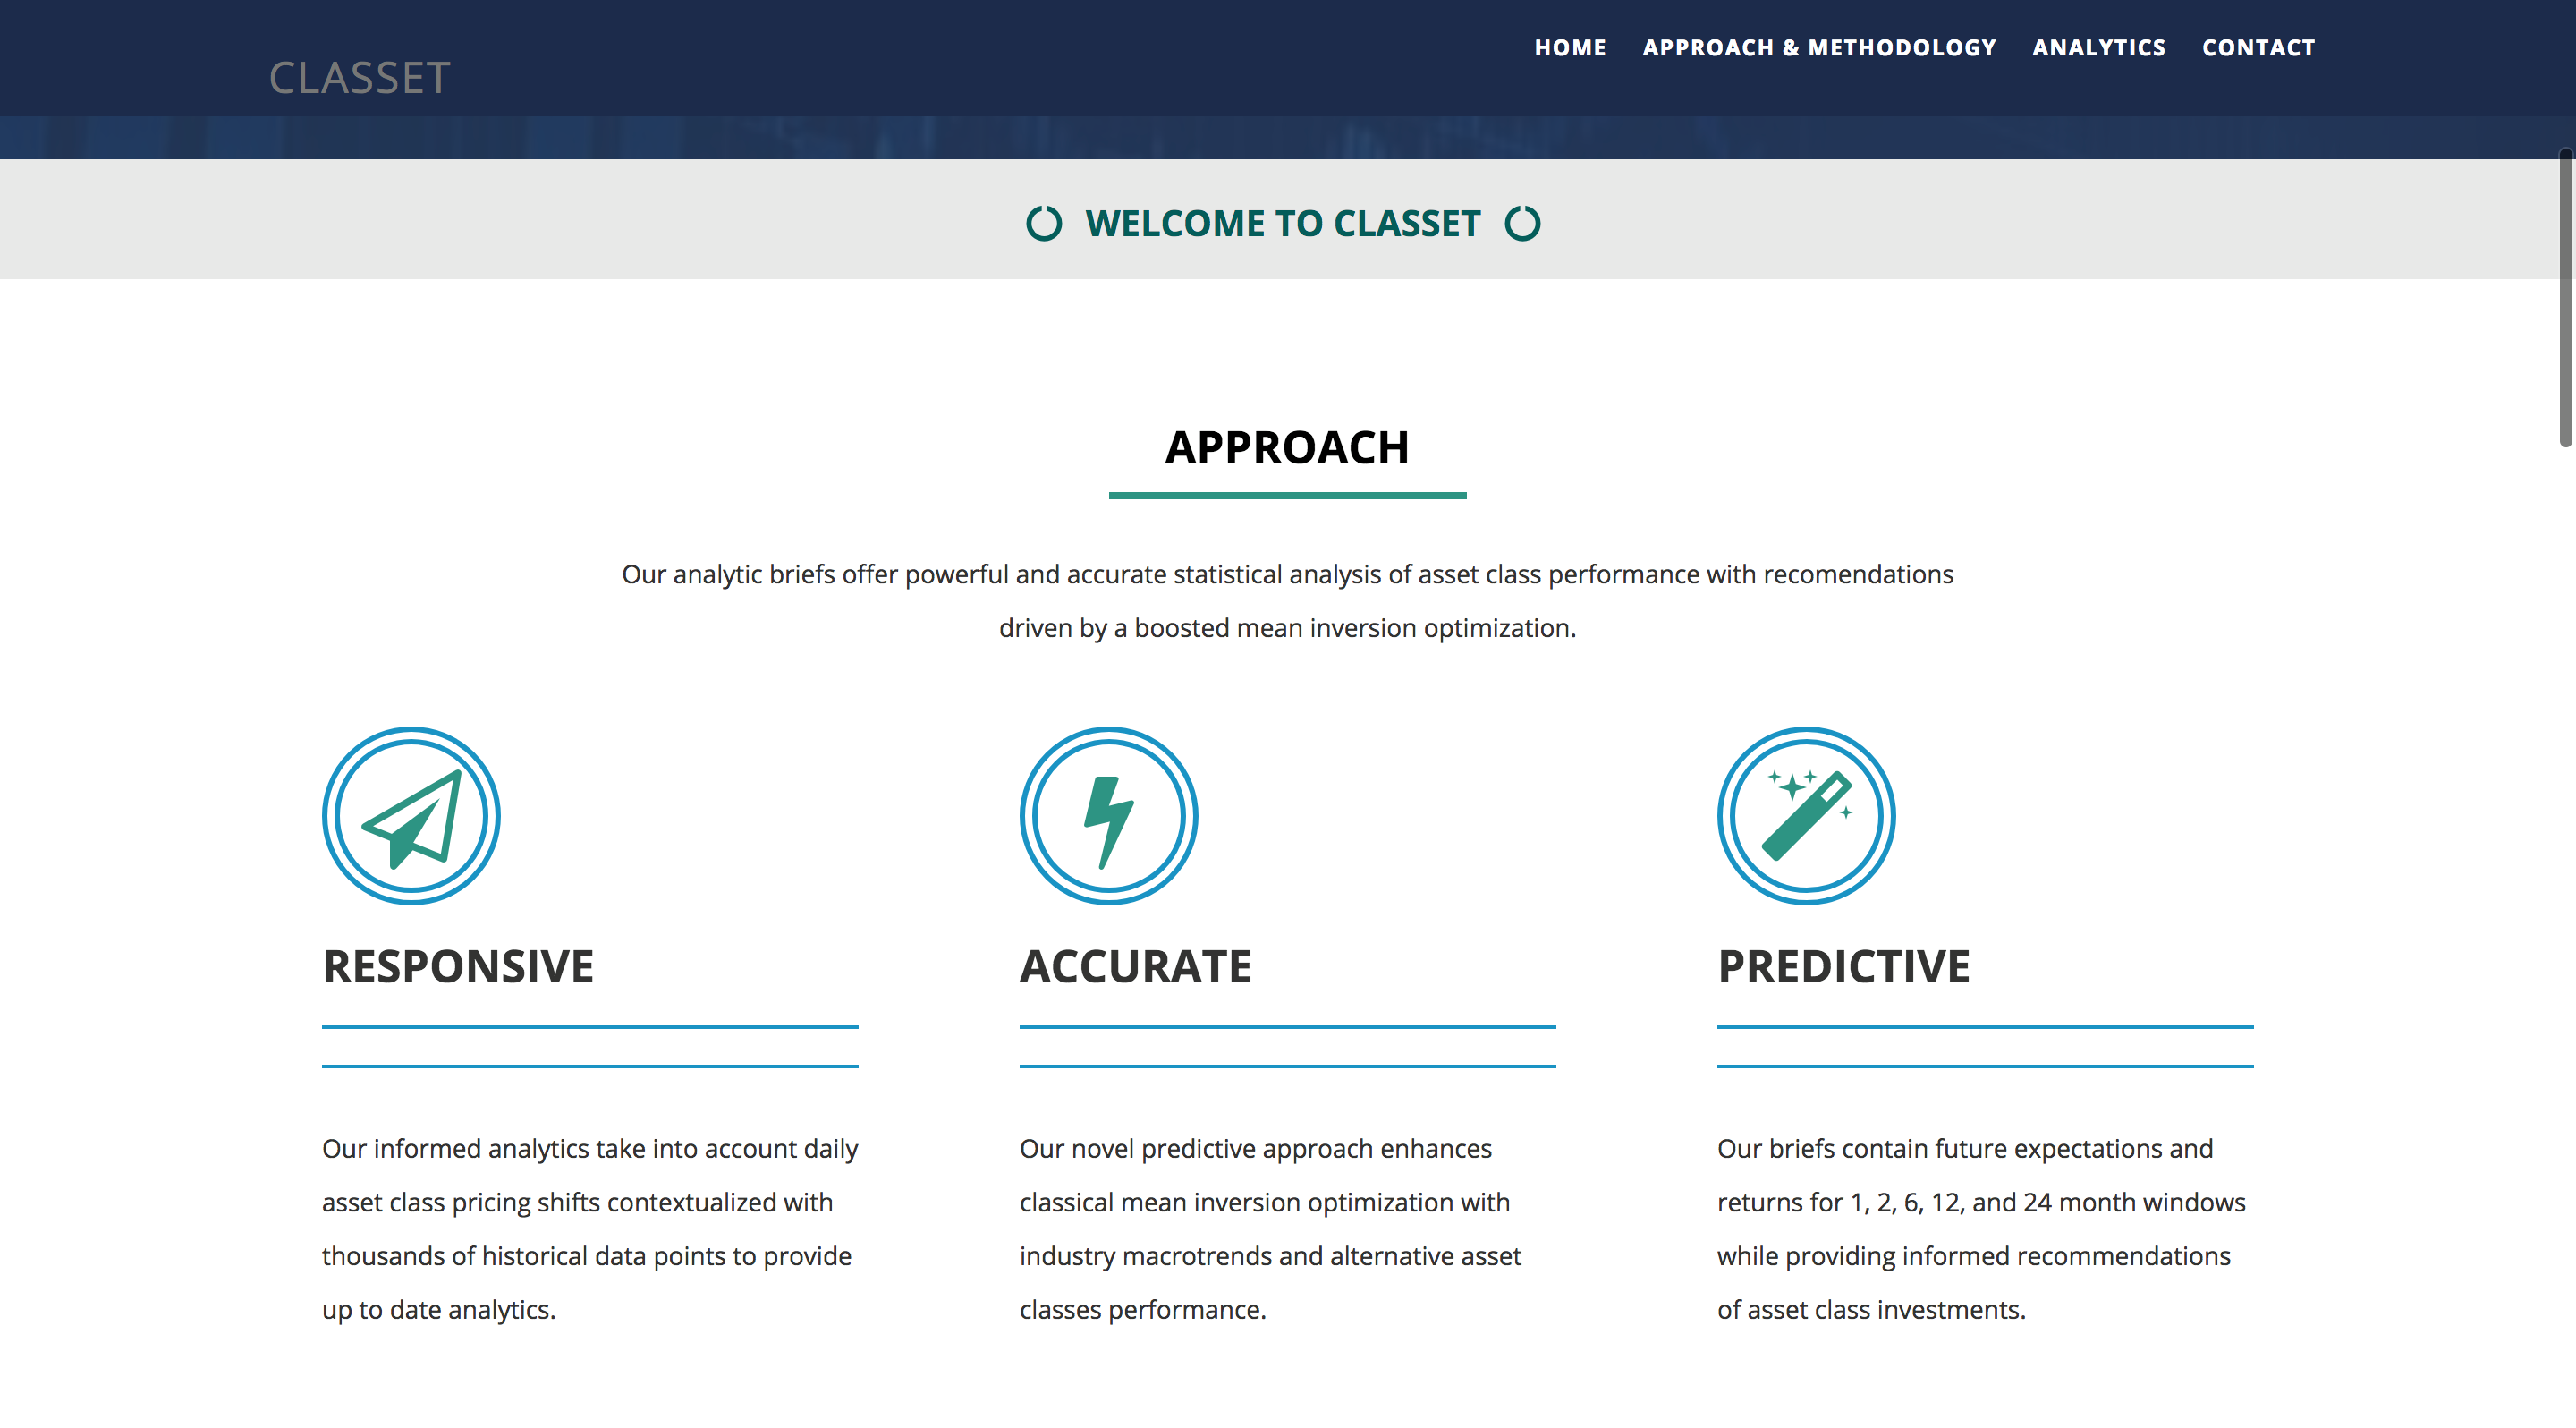 CLASSET
HOME APPROACH & METHODOLOGY ANALYTICS CONTACT
WELCOME TO CLASSET
APPROACH
Our analytic briefs offer powerful and accurate statistical analysis of asset class performance with recomendations
driven by a boosted mean inversion optimization.
RESPONSIVE
Our informed analytics take into account daily
asset class pricing shifts contextualized with
thousands of historical data points to provide
up to date analytics.
ACCURATE
Our novel predictive approach enhances
classical mean inversion optimization with
industry macrotrends and alternative asset
classes performance.
PREDICTIVE
Our briefs contain future expectations and
returns for 1, 2, 6, 12, and 24 month windows
while providing informed recommendations
of asset class investments.